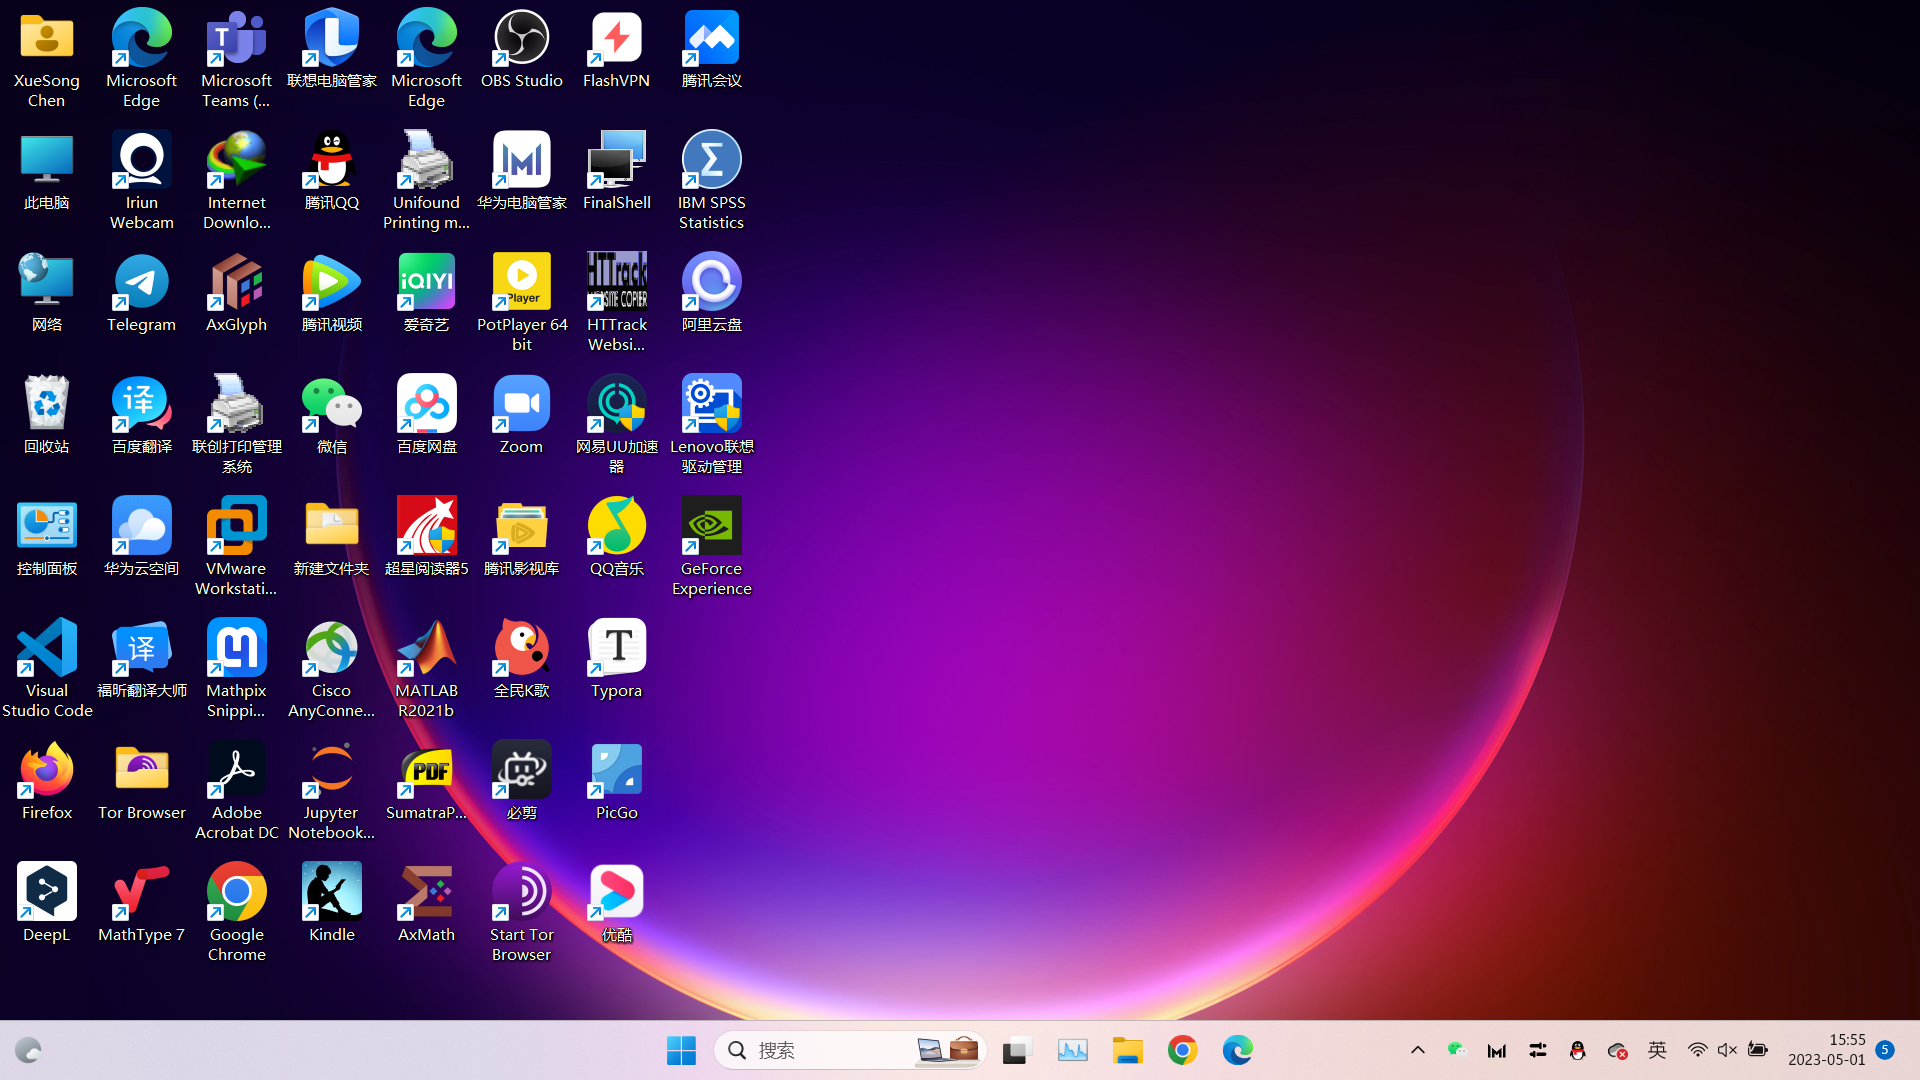 XueSong Chen
Microsoft Edge
Microsoft Teams (...
联想电脑管家
Microsoft Edge
OBS Studio
FlashVPN
腾讯会议
此电脑
Iriun Webcam
Internet Downlo...
腾讯QQ
Unifound Printing m...
华为电脑管家
FinalShell
IBM SPSS Statistics
网络
Telegram
AxGlyph
腾讯视频
iQIYI
爱奇艺
Player
PotPlayer 64 bit
HTTrack
WEBSITE COPIER
HTTrack Websi...
阿里云盘
回收站
译
百度翻译
联创打印管理系统
微信
百度网盘
Zoom
网易UU加速器
Lenovo联想驱动管理
控制面板
华为云空间
VMware Workstati...
新建文件夹
超星阅读器5
腾讯影视库
QQ音乐
GeForce Experience
Visual Studio Code
译
福昕翻译大师
Mathpix Snippi...
Cisco AnyConne...
MATLAB R2021b
全民K歌
T
Typora
Firefox
Tor Browser
Adobe Acrobat DC
Jupyter Notebook...
PDF
SumatraP...
必剪
PicGo
DeepL
MathType 7
Google Chrome
Kindle
AxMath
Start Tor Browser
优酷
搜索
英
15:55
2023-05-01
5